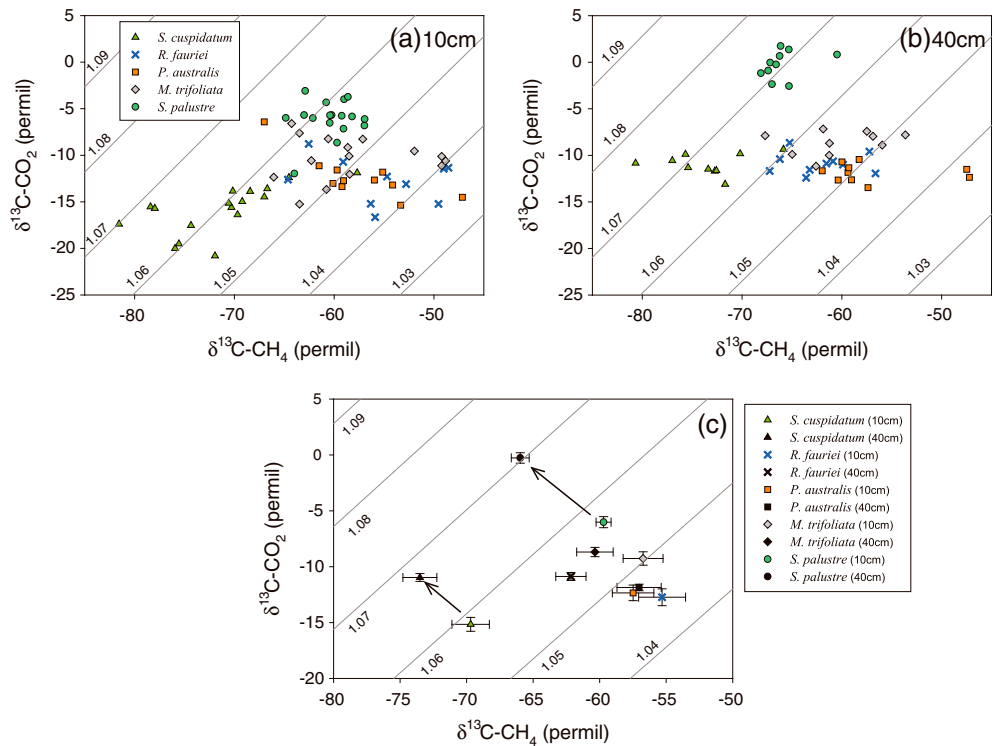 (a)10cm
S. cuspidatum
R. fauriei
P. australis
M. trifoliata
S. palustre
5
0
-5
-10
-15
-20
-25
δ13C-CO2 (permil)
1.09
1.08
1.07
1.06
1.05
1.04
1.03
-80 -70 -60 -50
δ13C-CH4 (permil)
(b)40cm
5
0
-5
-10
-15
-20
-25
δ13C-CO2 (permil)
1.09
1.08
1.07
1.06
1.05
1.04
1.03
-80 -70 -60 -50
δ13C-CH4 (permil)
(c)
5
0
-5
-10
-15
-20
δ13C-CO2 (permil)
1.09
1.08
1.07
1.06
1.05
1.04
-80 -75 -70 -65 -60 -55 -50
δ13C-CH4 (permil)
S. cuspidatum (10cm)
S. cuspidatum (40cm)
R. fauriei (10cm)
R. fauriei (40cm)
P. australis (10cm)
P. australis (40cm)
M. trifoliata (10cm)
M. trifoliata (40cm)
S. palustre (10cm)
S. palustre (40cm)